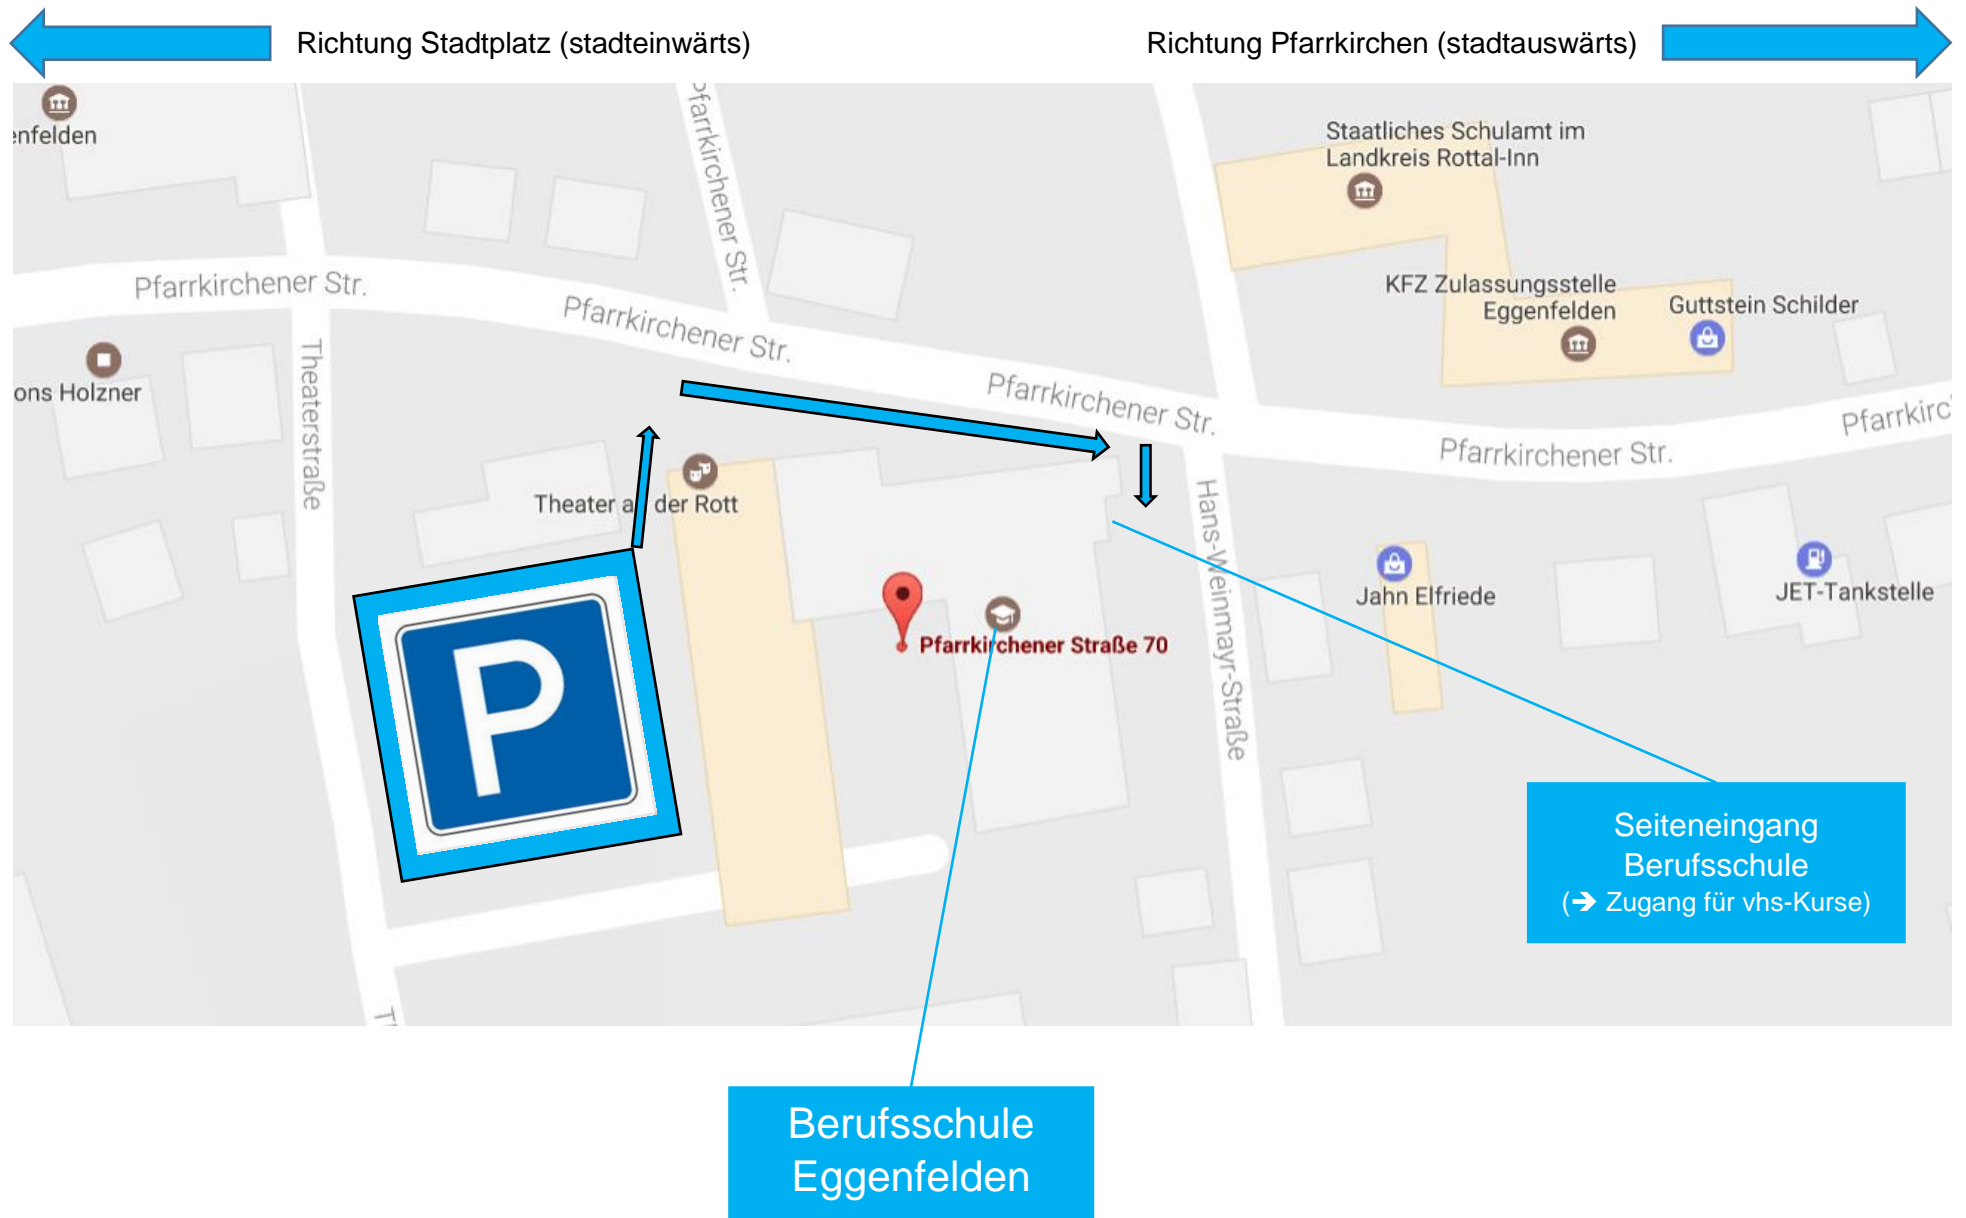 Richtung Stadtplatz (stadteinwärts)
Richtung Pfarrkirchen (stadtauswärts)
enfelden
Pfarrkirchener Str.
Staatliches Schulamt im
Landkreis Rottal-Inn
Pfarrkirchener Str.
Pfarrkirchener Str.
KFZ Zulassungsstelle
Eggenfelden
Guttstein Schilder
ons Holzner
Theaterstraße
Pfarrkirchener Str.
Pfarrkirchener Str.
Pfarrkirc
Theater a der Rott
Hans-Weinmayr-Straße
Jahn Elfriede
JET-Tankstelle
Pfarrkirchener Straße 70
P
Seiteneingang
Berufsschule
(➔ Zugang für vhs-Kurse)
Berufsschule
Eggenfelden